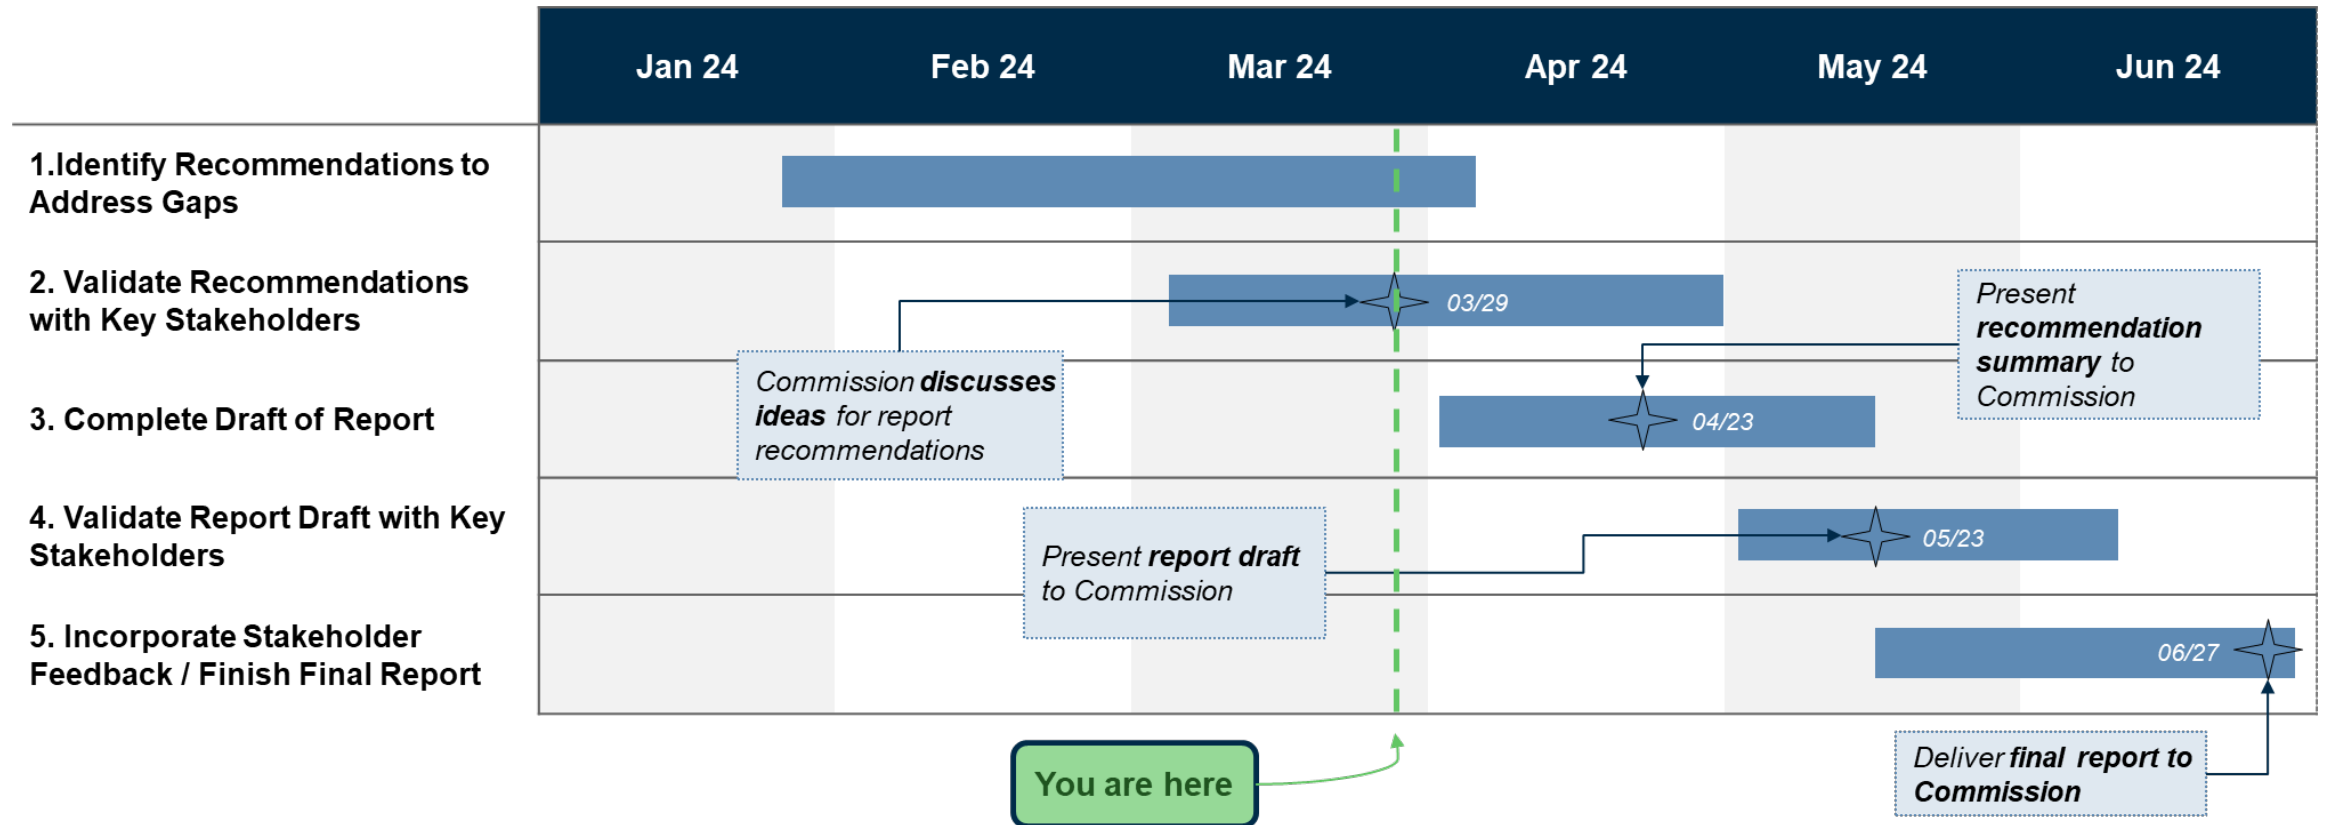 Jan 24 Feb 24 Mar 24 Apr 24 May 24 Jun 24
1.Identify Recommendations to
Address Gaps
2. Validate Recommendations
with Key Stakeholders
03/29
Present
recommendation
summary to
Commission
Commission discusses
ideas for report
recommendations
3. Complete Draft of Report
04/23
4. Validate Report Draft with Key
Stakeholders
05/23
Present report draft
to Commission
5. Incorporate Stakeholder
Feedback / Finish Final Report
06/27
You are here
Deliver final report to
Commission